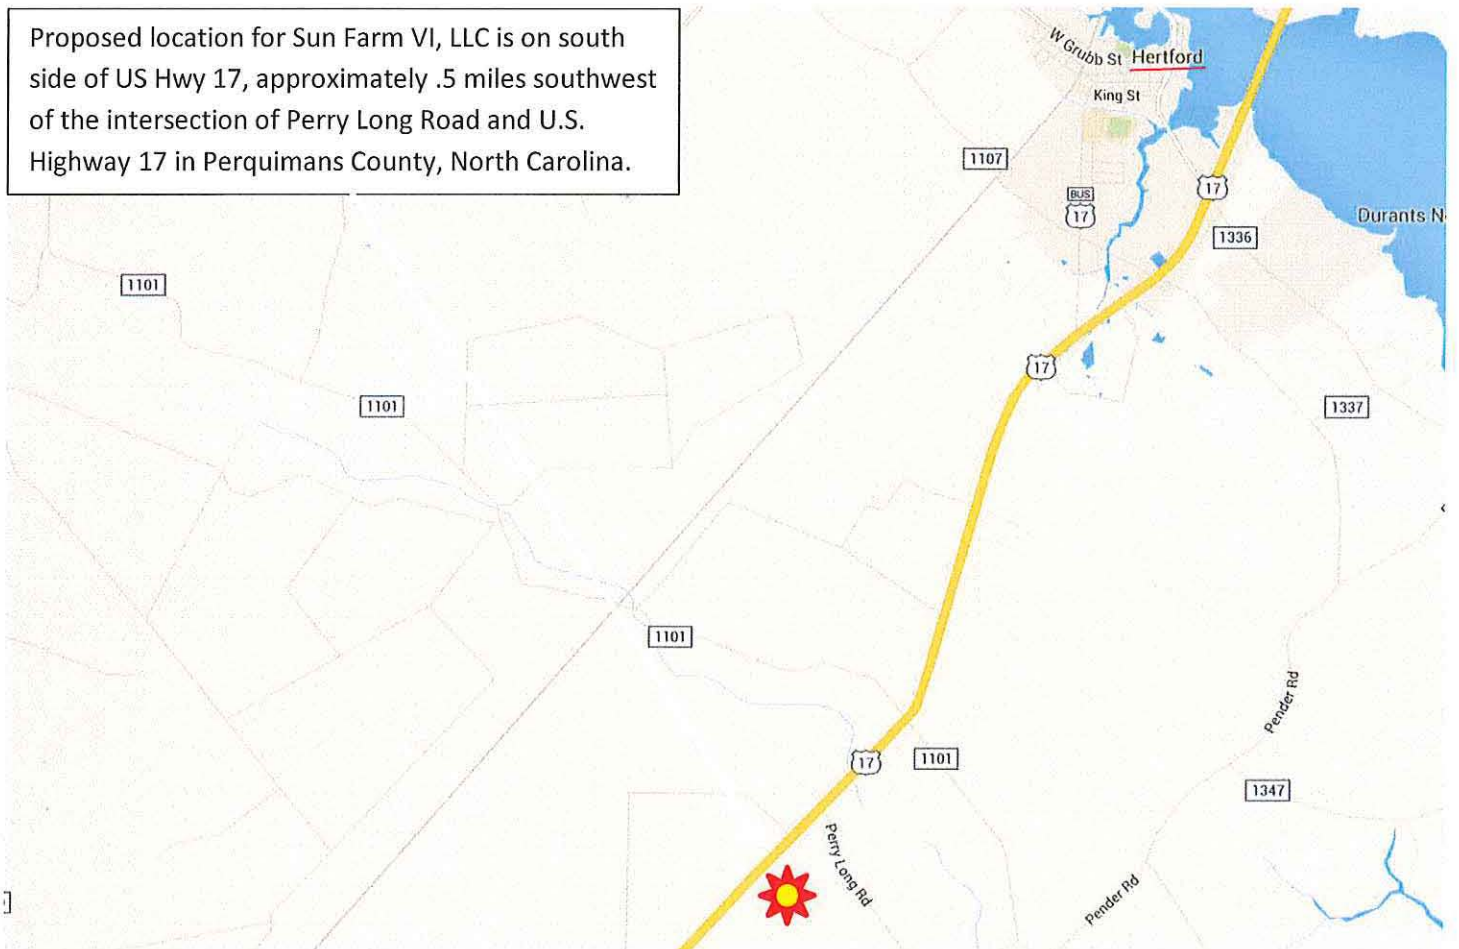 Proposed location for Sun Farm VI, LLC is on south
side of US Hwy 17, approximately .5 miles southwest
of the intersection of Perry Long Road and U.S.
Highway 17 in Perquimans County, North Carolina.
W Grubb St
Hertford
King St
1107
BUS
17
17
1336
Durants N
1101
17
1101
1337
1101
Pender Rd
17
1101
1347
Perry Long Rd
Pender Rd